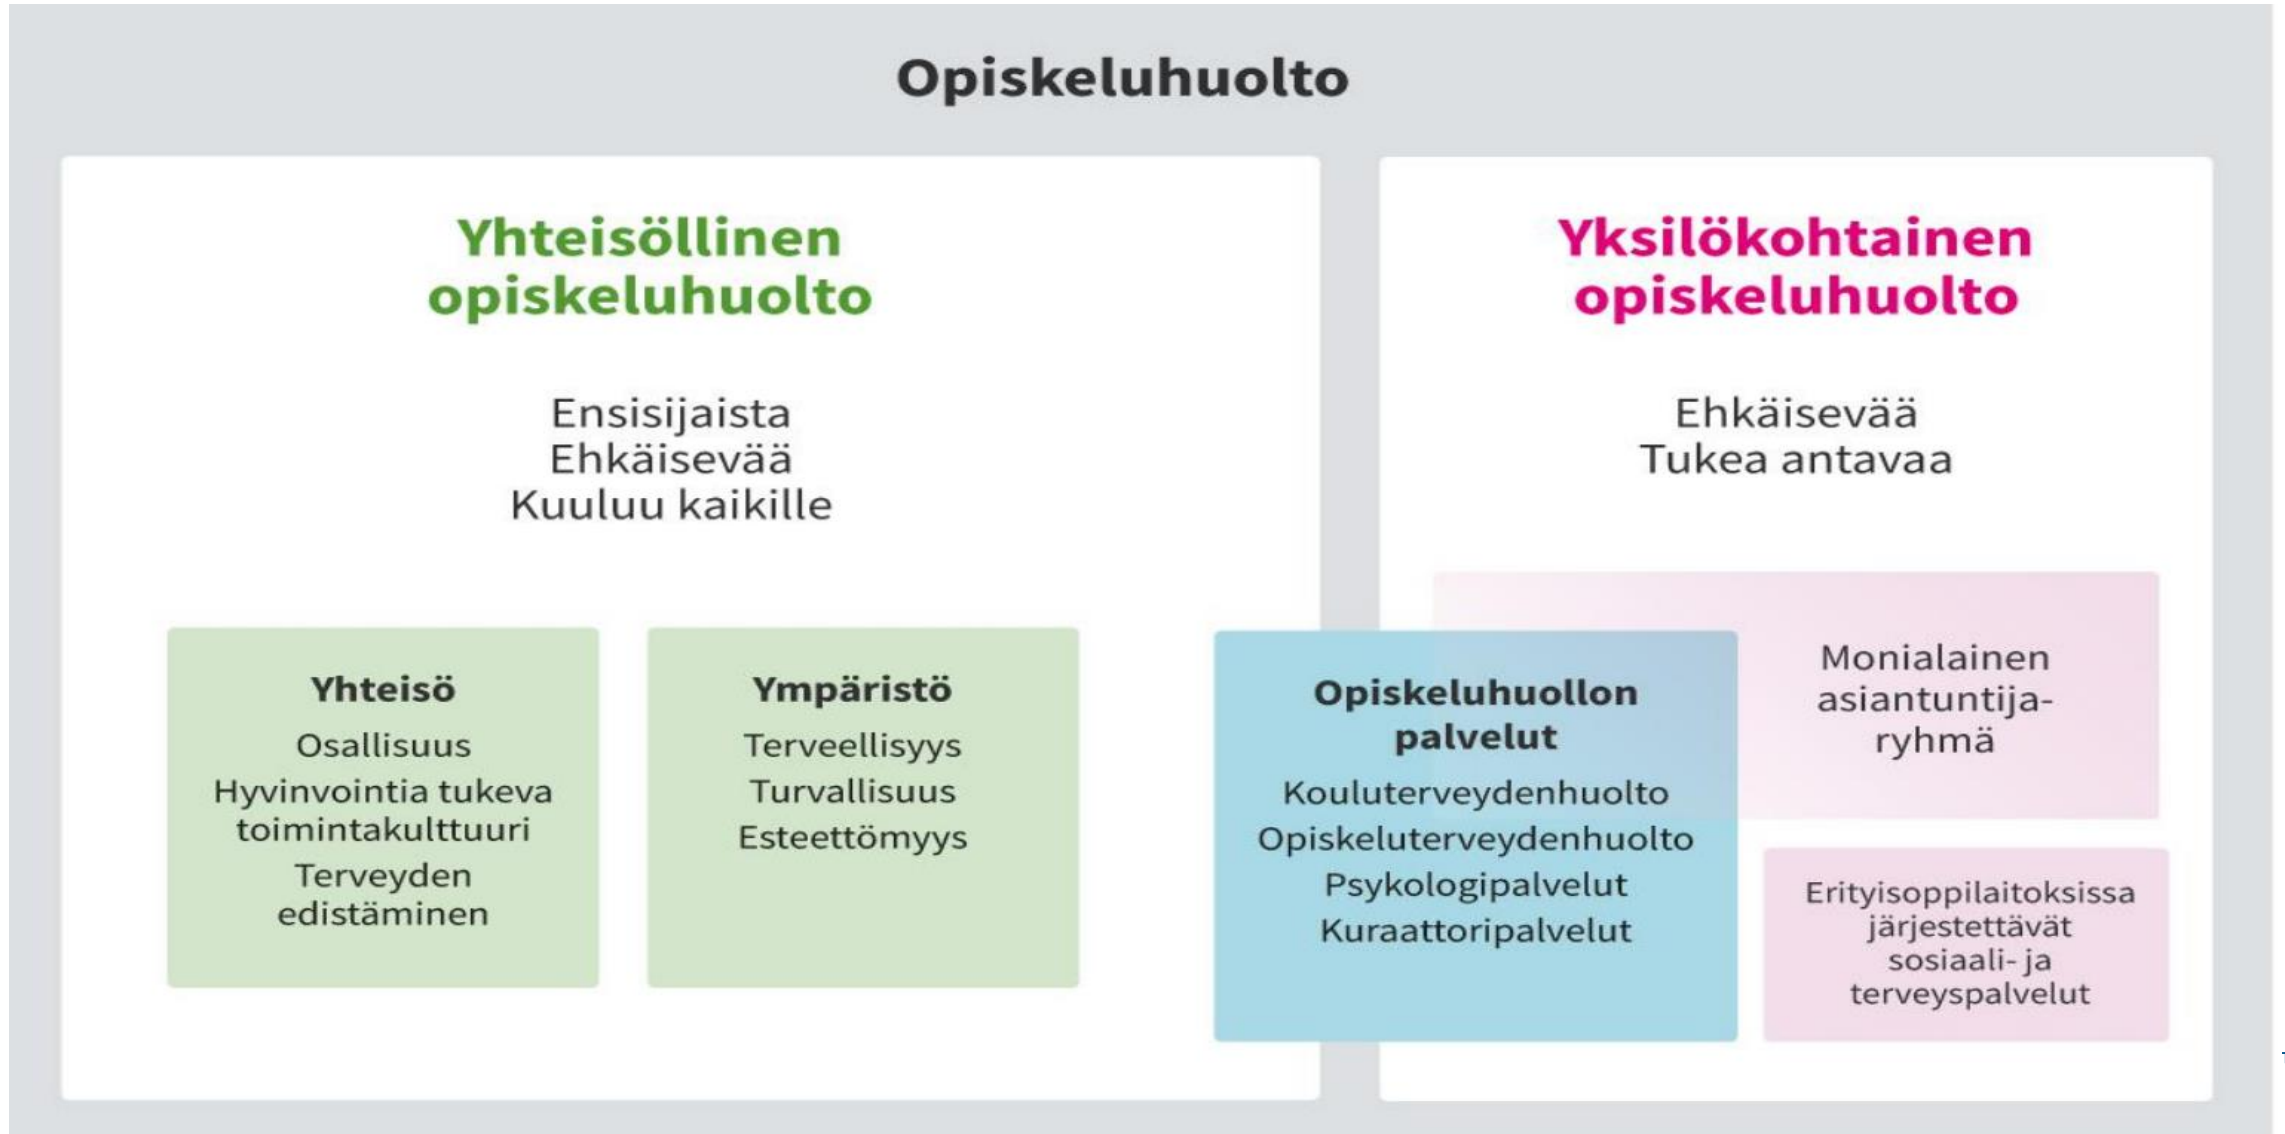 Opiskeluhuolto
Yhteisöllinen
opiskeluhuolto
Ensisijaista
Ehkäisevää
Kuuluu kaikille
Yhteisö
Osallisuus
Hyvinvointia tukeva
toimintakulttuuri
Terveyden
edistäminen
Ympäristö
Terveellisyys
Turvallisuus
Esteettömyys
Opiskeluhuollon
palvelut
Kouluterveydenhuolto
Opiskeluterveydenhuolto
Psykologipalvelut
Kuraattoripalvelut
Yksilökohtainen
opiskeluhuolto
Ehkäisevää
Tukea antavaa
Monialainen
asiantuntija-
ryhmä
Erityisoppilaitoksissa
järjestettävät
sosiaali- ja
terveyspalvelut